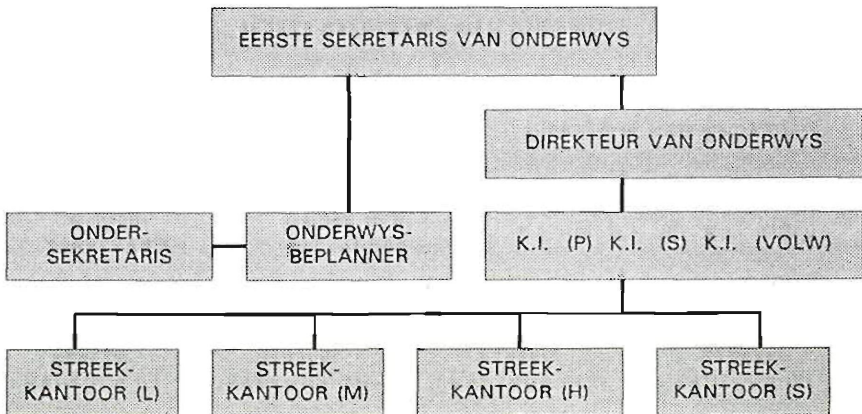 EERSTE SEKRETARIS VAN ONDERWYS
DIREKTEUR VAN ONDERWYS
ONDER-
SEKRETARIS
ONDERWYS-
BEPLANNER
K.I. (P) K.I. (S) K.I. (VOLW)
STREEK-
KANTOOR (L)
STREEK-
KANTOOR (M)
STREEK-
KANTOOR (H)
STREEK-
KANTOOR (S)